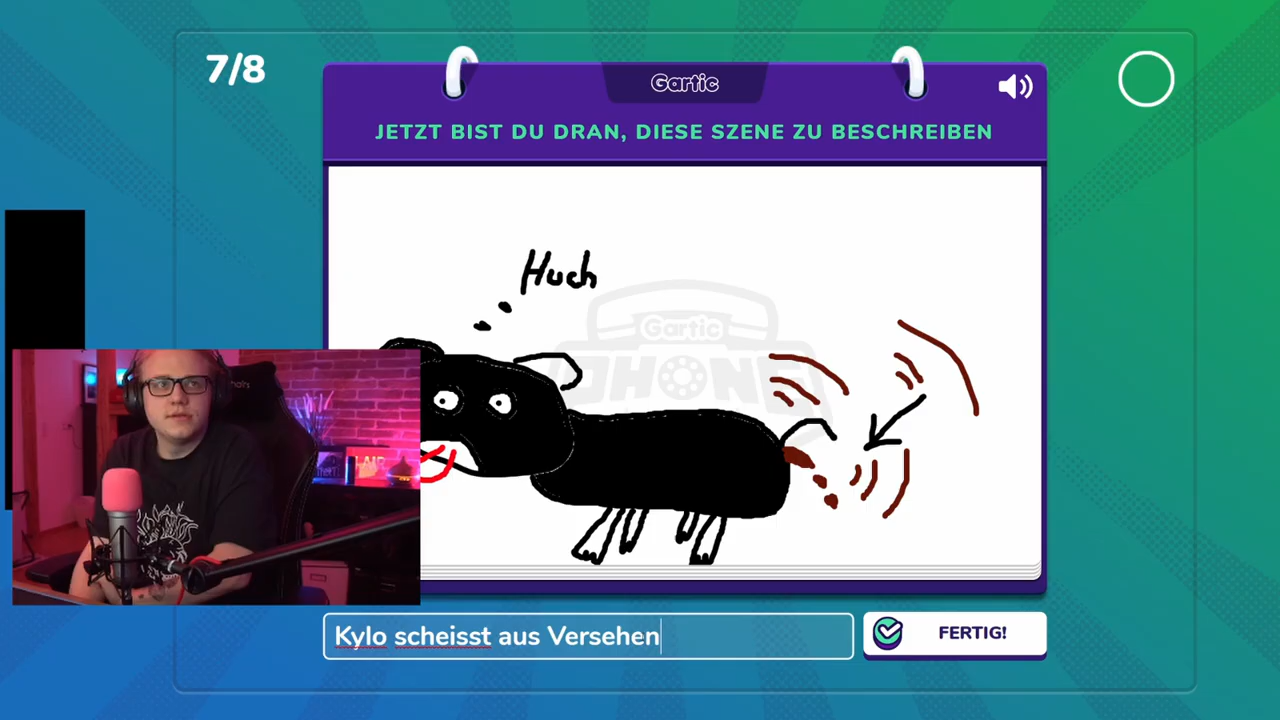 7/8
Gartic
JETZT BIST DU DRAN, DIESE SZENE ZU BESCHREIBEN
Huch
Gartic
PHONE
Kylo scheisst aus Versehen
FERTIG!